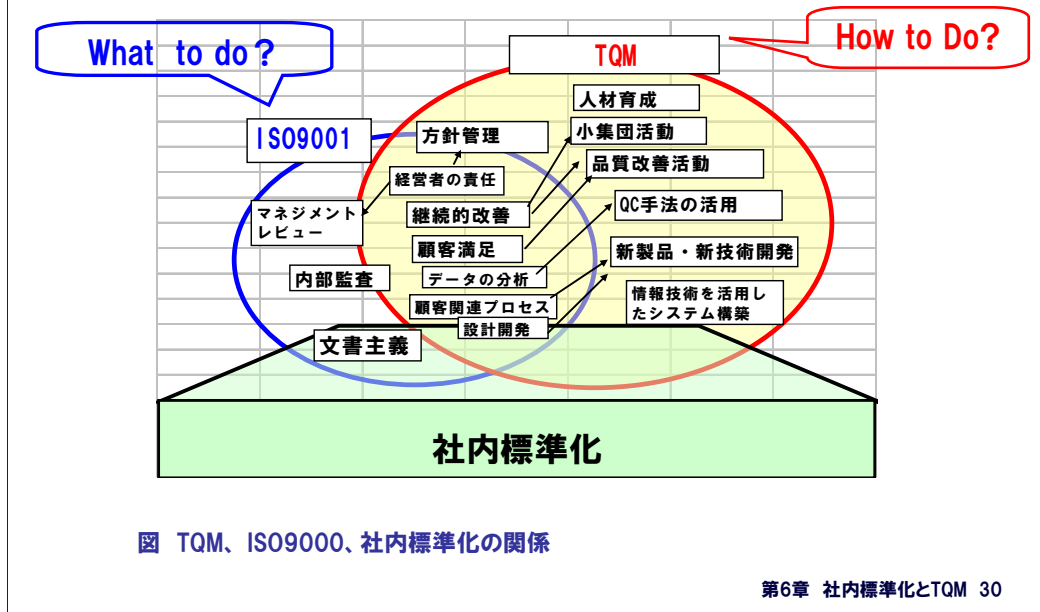 What to do？
How to Do?
TQM
ISO9001
人材育成
方針管理
小集団活動
品質改善活動
経営者の責任
マネジメント
レビュー
継続的改善
QC手法の活用
顧客満足
新製品・新技術開発
内部監査
データの分析
情報技術を活用し
たシステム構築
顧客関連プロセス
設計開発
文書主義
社内標準化
図 TQM、ISO9000、社内標準化の関係
第6章 社内標準化とTQM 30